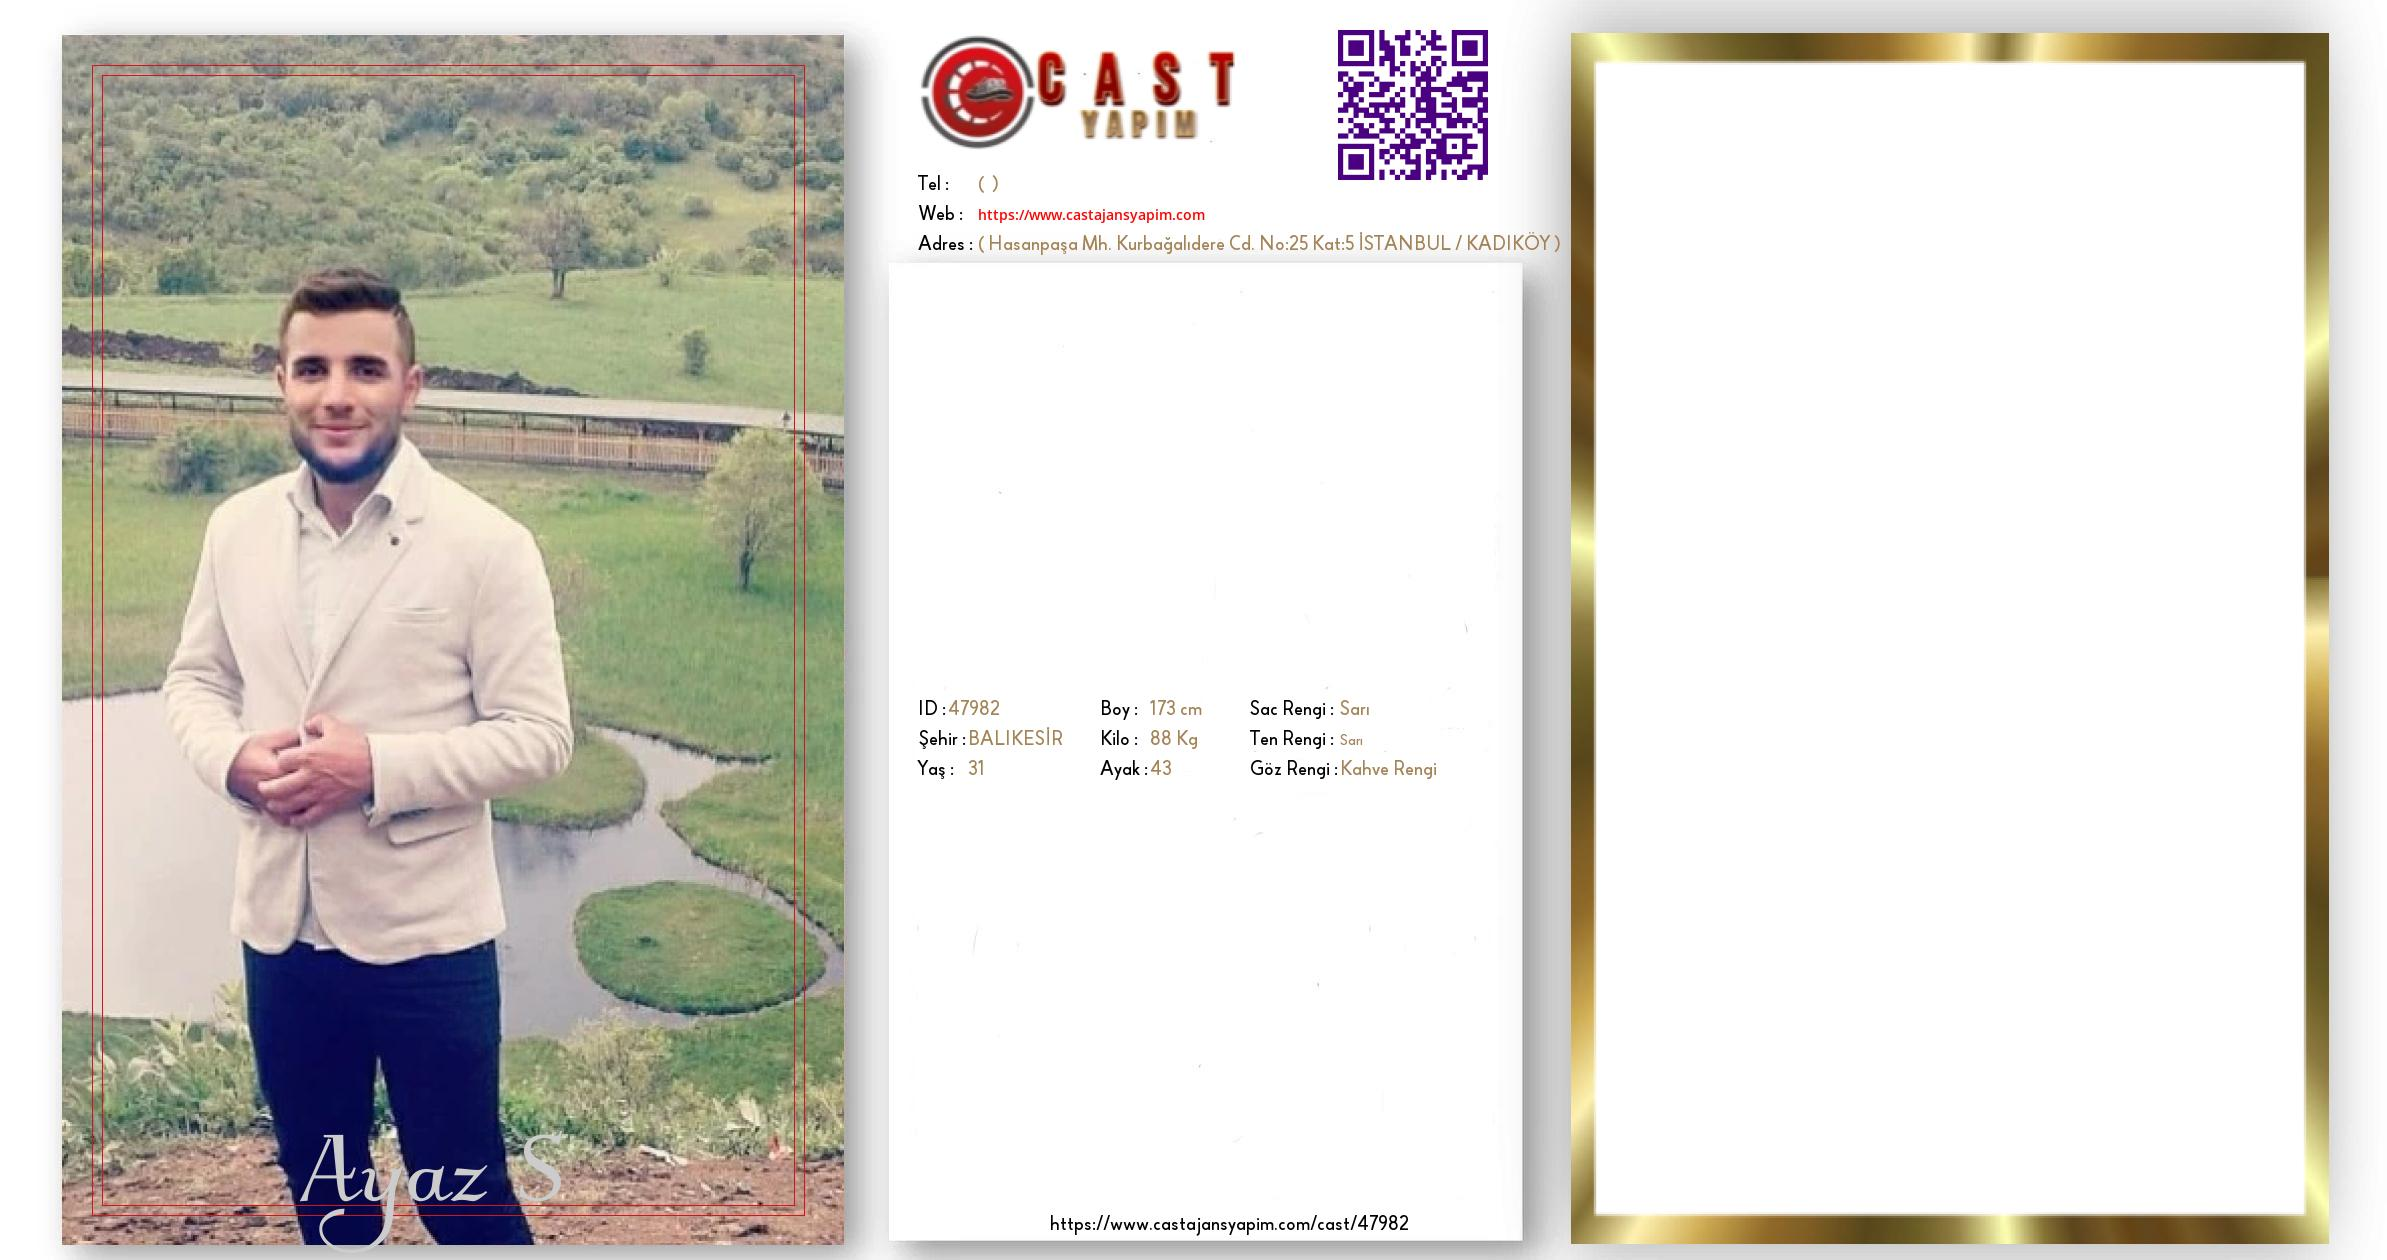 Ayaz S
CAST
YAPIM
Tel : ( )
Web : https://www.castajansyapim.com
Adres : ( Hasanpaşa Mh. Kurbağalıdere Cd. No:25 Kat:5 İSTANBUL / KADIKÖY )
ID : 47982 Boy : 173 cm Sac Rengi : Sarı
Şehir : BALIKESİR Kilo : 88 Kg Ten Rengi : Sarı
Yaş : 31 Ayak : 43 Göz Rengi : Kahve Rengi
https://www.castajansyapim.com/cast/47982